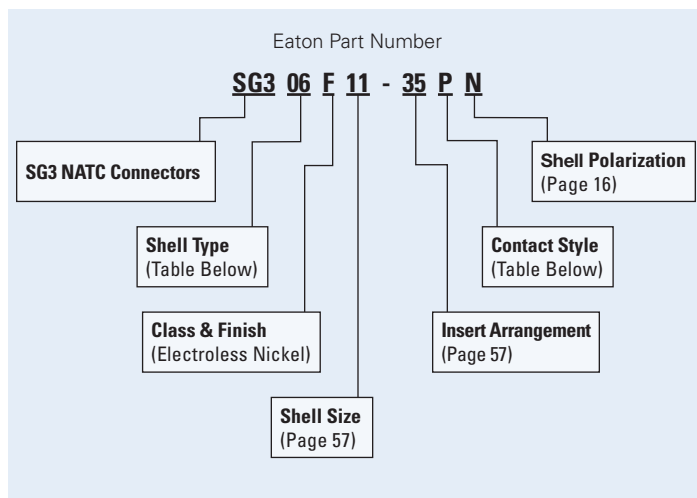 Eaton Part Number
SG3 06 F 11 - 35 P N
SG3 NATC Connectors
Shell Polarization
(Page 16)
Shell Type
(Table Below)
Contact Style
(Table Below)
Class & Finish
(Electroless Nickel)
Insert Arrangement
(Page 57)
Shell Size
(Page 57)